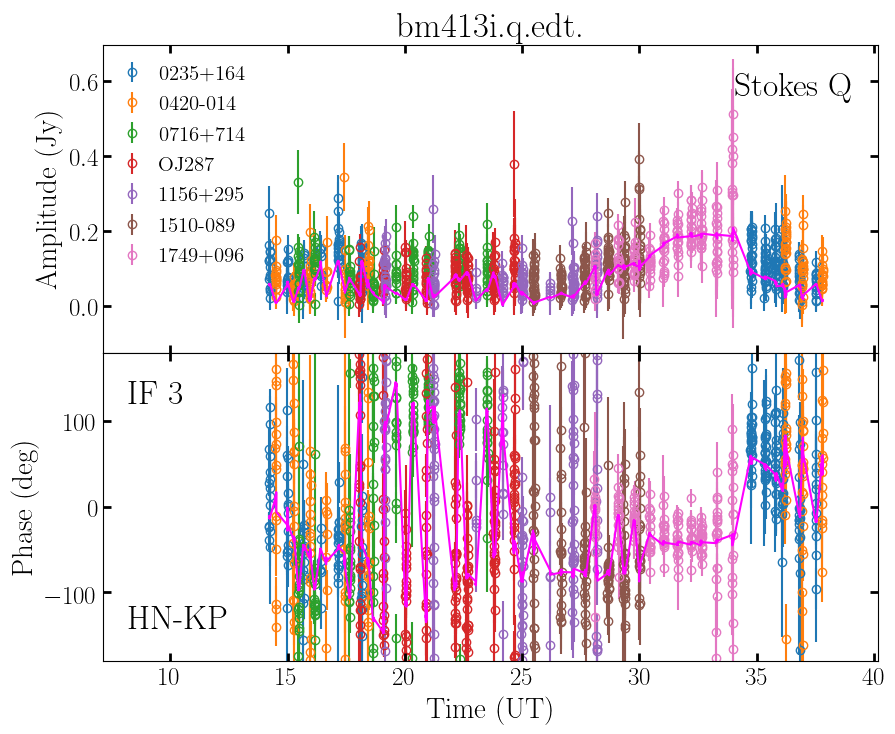 bm413i.q.edt.
Stokes Q
0235+164
0420-014
0716+714
OJ287
1156+295
1510-089
1749+096
Amplitude (Jy)
0.6
0.4
0.2
0.0
IF 3
HN-KP
Phase (deg)
100
0
−100
10 15 20 25 30 35 40
Time (UT)